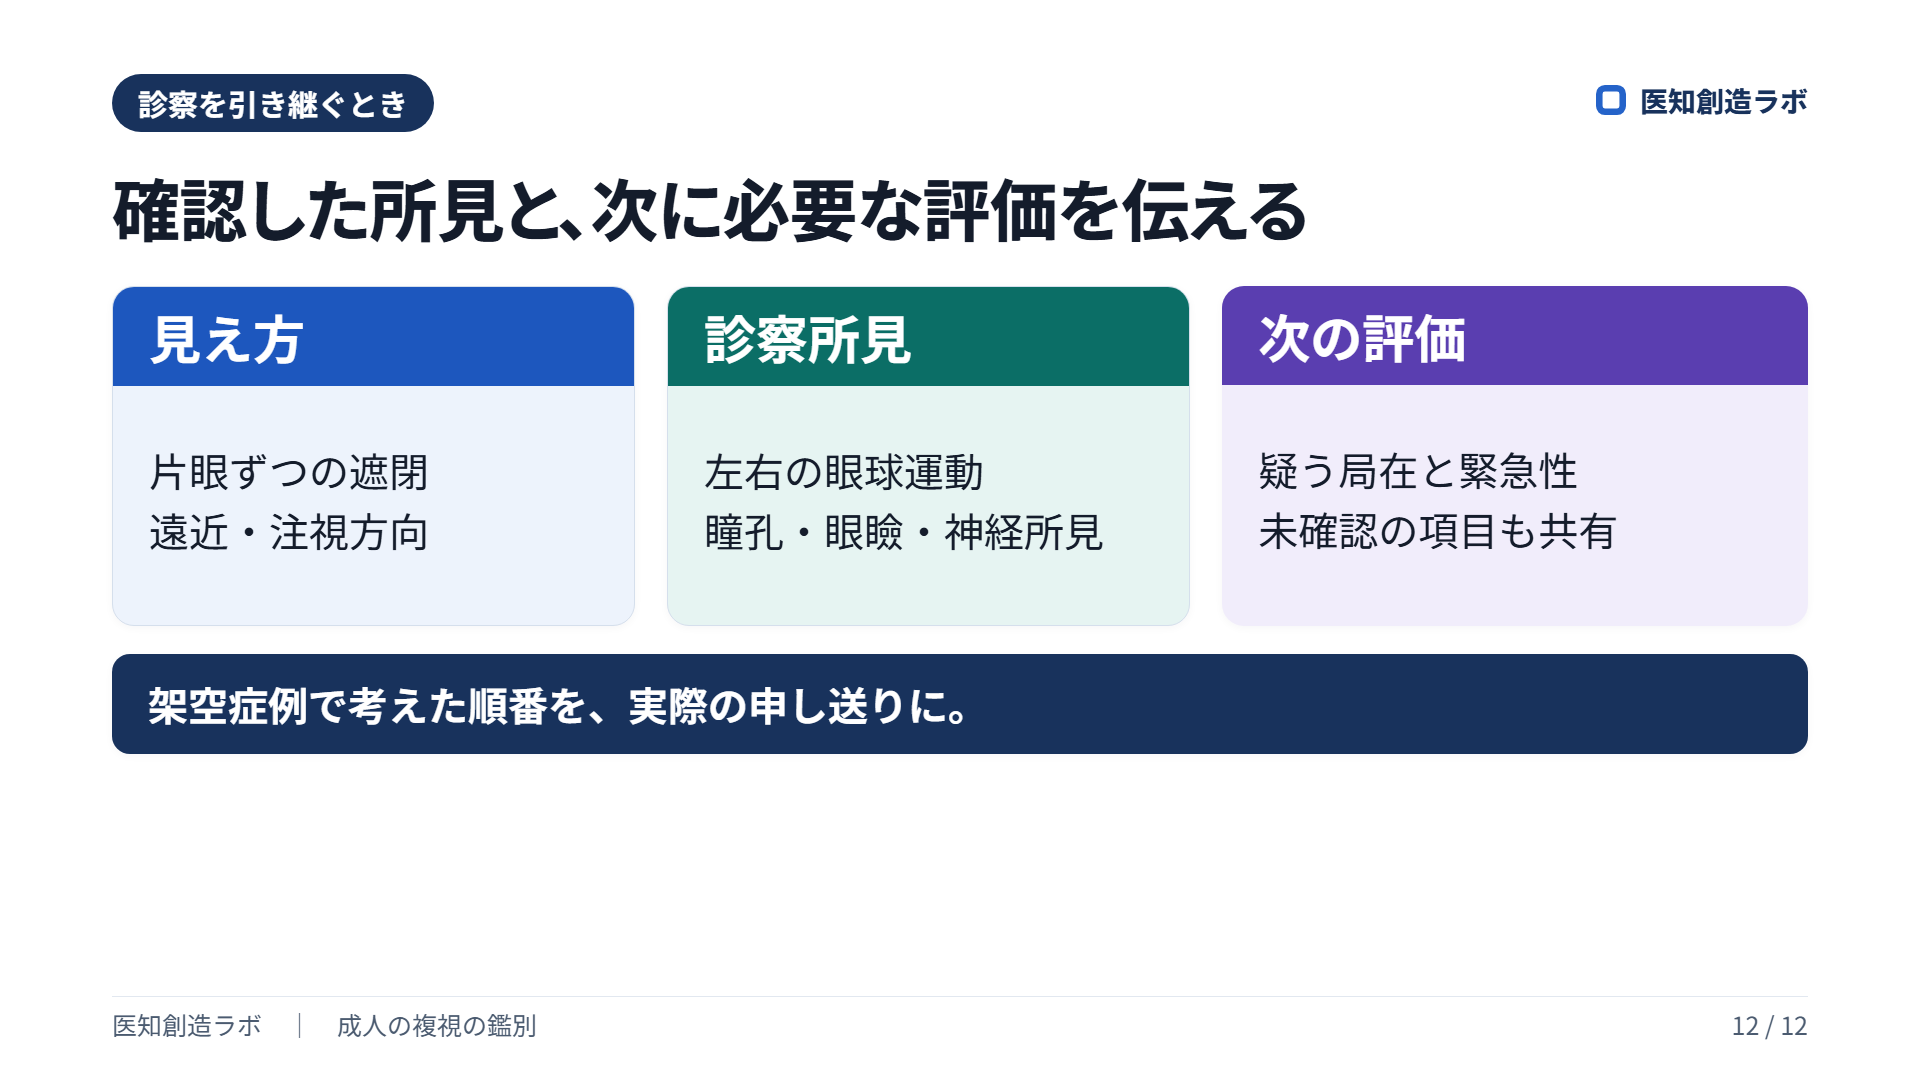 診察を引き継ぐとき
医知創造ラボ
確認した所見と、次に必要な評価を伝える
見え方
片眼ずつの遮閉
遠近・注視方向
診察所見
左右の眼球運動
瞳孔・眼瞼・神経所見
次の評価
疑う局在と緊急性
未確認の項目も共有
架空症例で考えた順番を、実際の申し送りに。
医知創造ラボ ｜ 成人の複視の鑑別
12 / 12